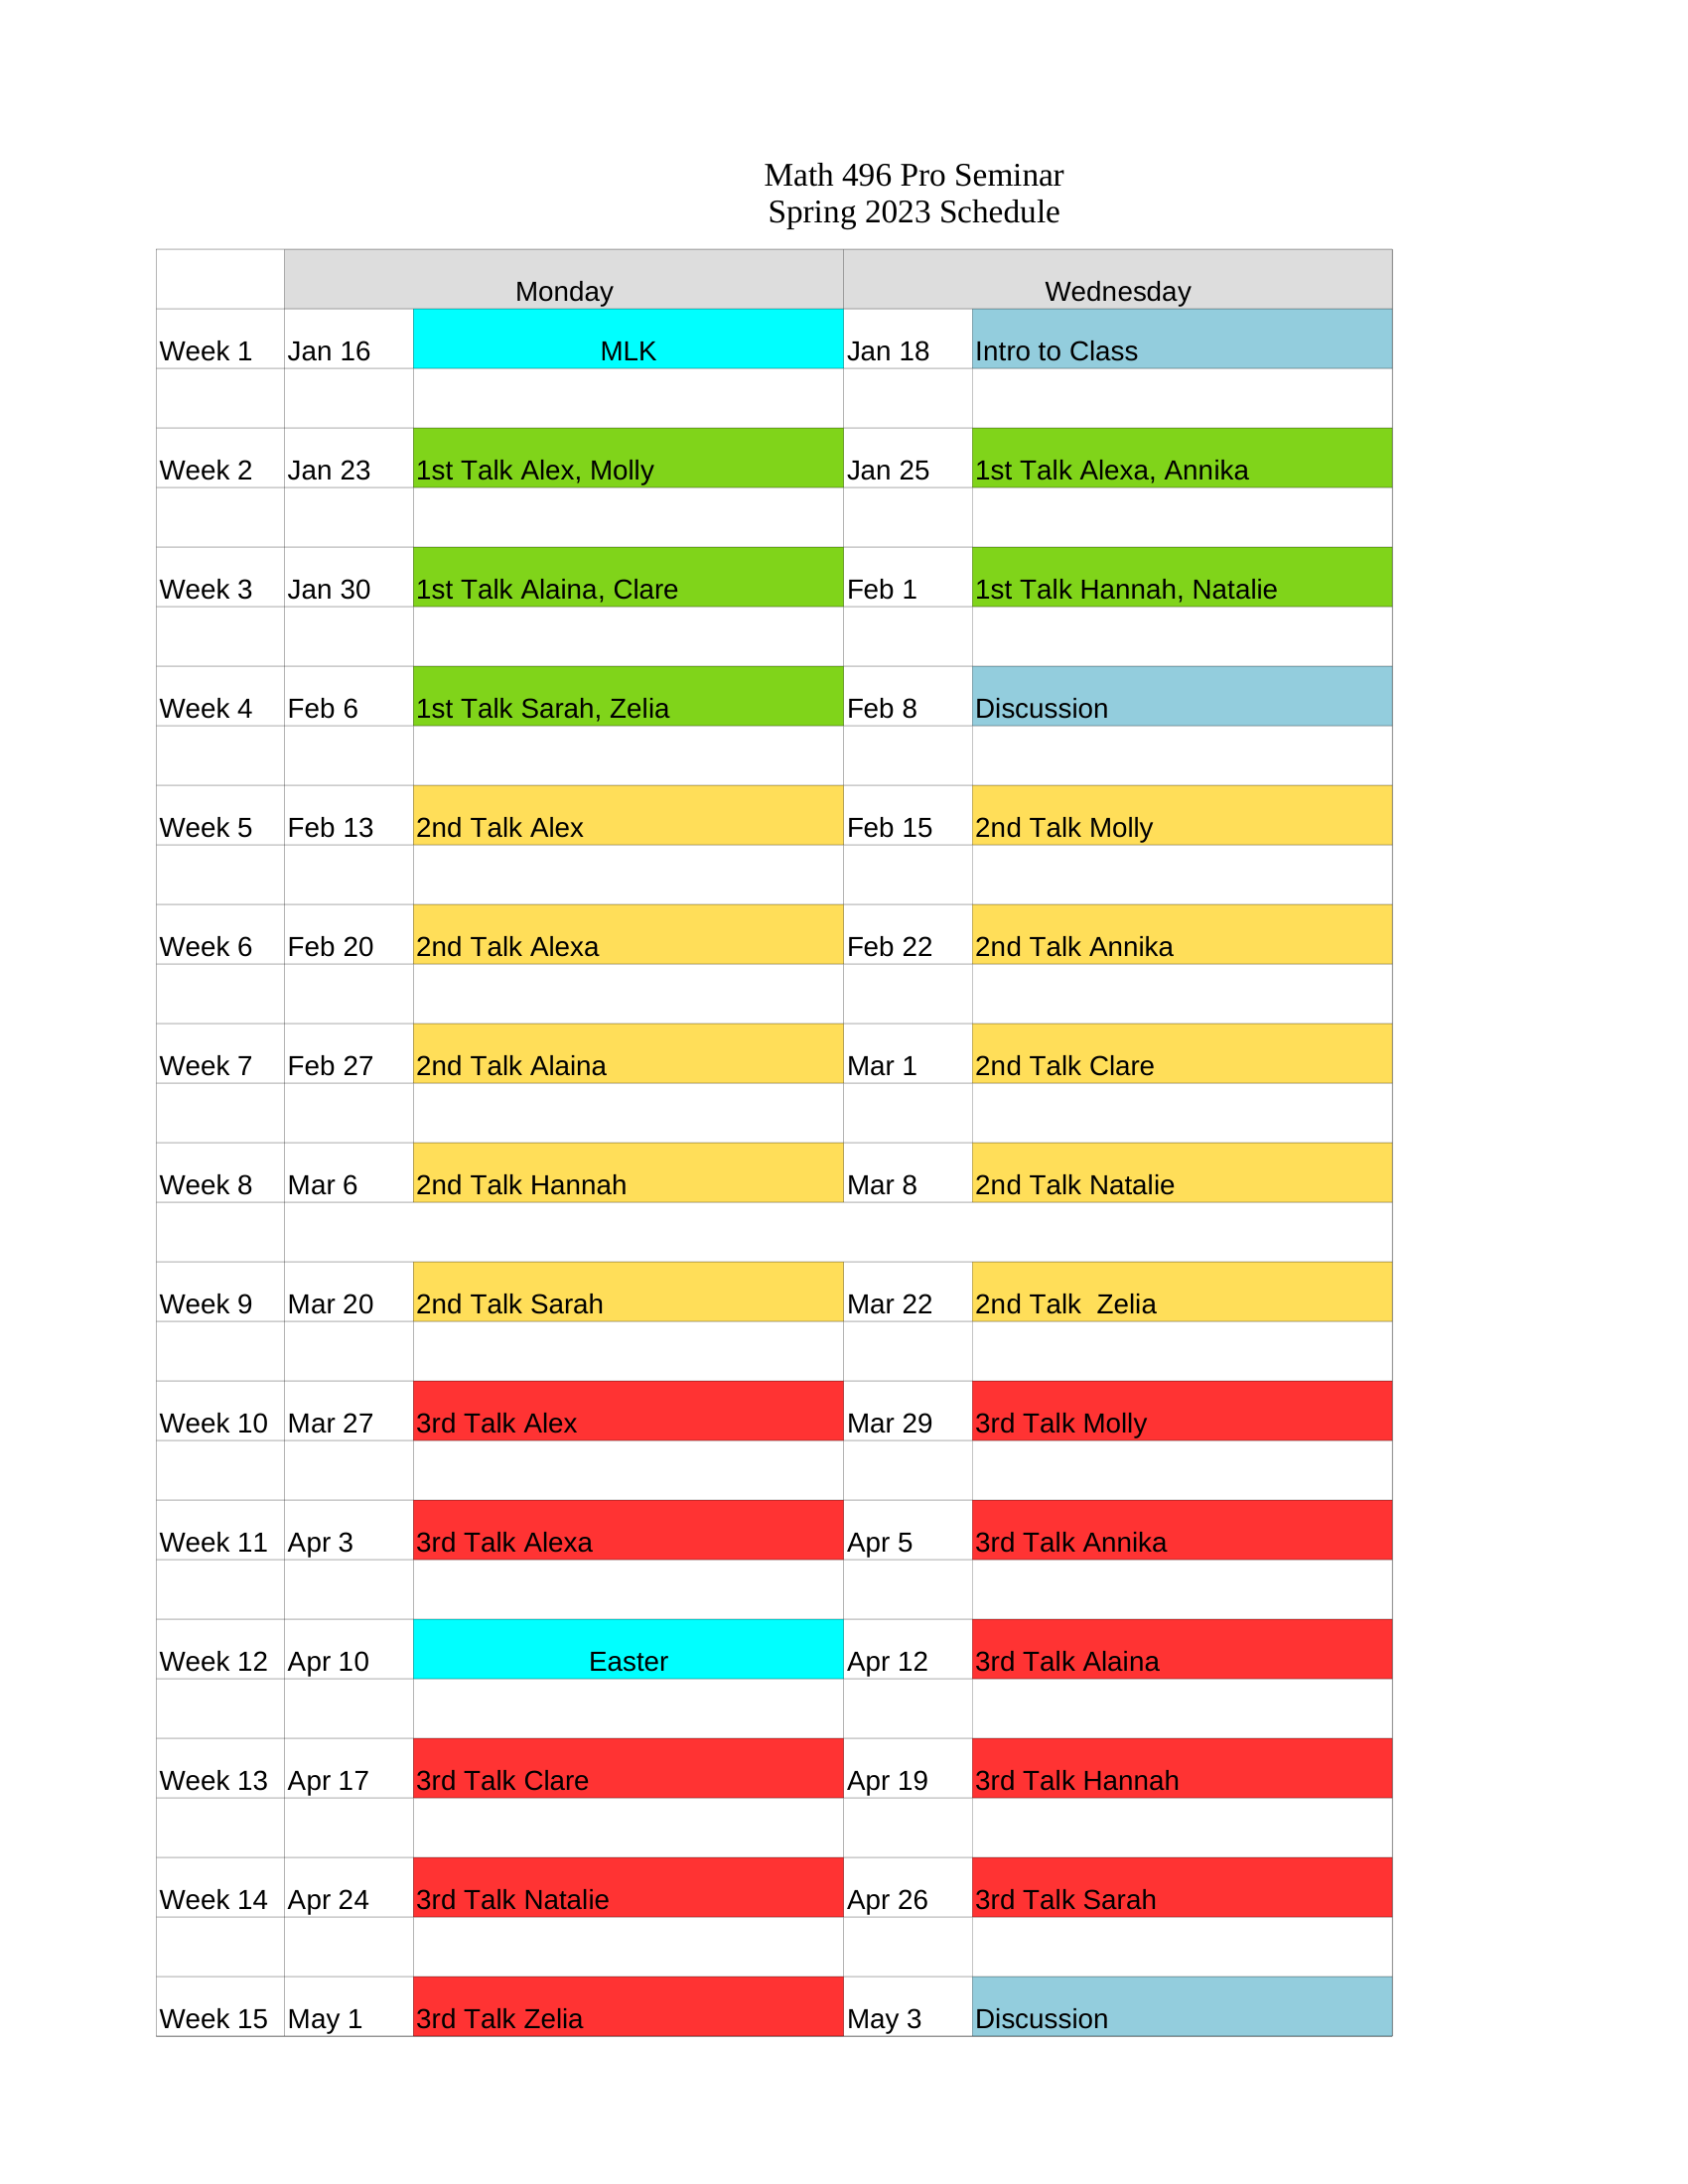 Math 496 Pro Seminar
Spring 2023 Schedule
Monday Wednesday
Week 1 Jan 16 MLK Jan 18 Intro to Class
Week 2 Jan 23 1st Talk Alex, Molly Jan 25 1st Talk Alexa, Annika
Week 3 Jan 30 1st Talk Alaina, Clare Feb 1 1st Talk Hannah, Natalie
Week 4 Feb 6 1st Talk Sarah, Zelia Feb 8 Discussion
Week 5 Feb 13 2nd Talk Alex Feb 15 2nd Talk Molly
Week 6 Feb 20 2nd Talk Alexa Feb 22 2nd Talk Annika
Week 7 Feb 27 2nd Talk Alaina Mar 1 2nd Talk Clare
Week 8 Mar 6 2nd Talk Hannah Mar 8 2nd Talk Natalie
Week 9 Mar 20 2nd Talk Sarah Mar 22 2nd Talk  Zelia
Week 10 Mar 27 3rd Talk Alex Mar 29 3rd Talk Molly
Week 11 Apr 3 3rd Talk Alexa Apr 5 3rd Talk Annika
Week 12 Apr 10 Easter Apr 12 3rd Talk Alaina
Week 13 Apr 17 3rd Talk Clare Apr 19 3rd Talk Hannah
Week 14 Apr 24 3rd Talk Natalie Apr 26 3rd Talk Sarah
Week 15 May 1 3rd Talk Zelia May 3 Discussion